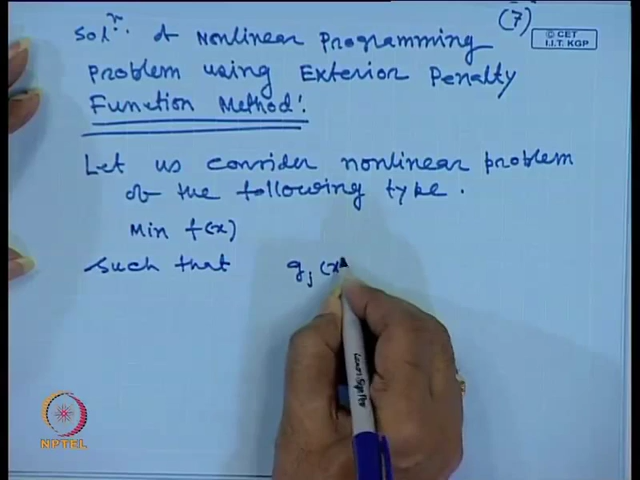 (7)
© CET
I.I.T. KGP
Solⁿ. of Nonlinear Programming
Problem using Exterior Penalty
Function Method:
Let us consider nonlinear problem
of the following type.
Min f(x)
such that gⱼ (x
NPTEL